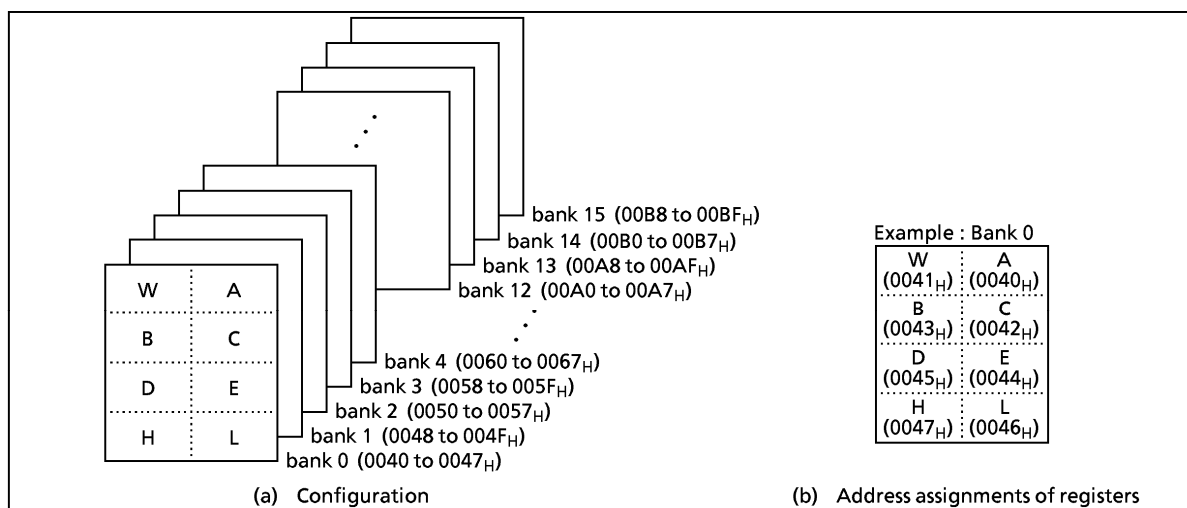 bank 15 (00B8 to 00BFH)
bank 14 (00B0 to 00B7H)
bank 13 (00A8 to 00AFH)
bank 12 (00A0 to 00A7H)
bank 4 (0060 to 0067H)
bank 3 (0058 to 005FH)
bank 2 (0050 to 0057H)
bank 1 (0048 to 004FH)
bank 0 (0040 to 0047H)
W A
B C
D E
H L
(a) Configuration
Example : Bank 0
W A
(0041H) (0040H)
B C
(0043H) (0042H)
D E
(0045H) (0044H)
H L
(0047H) (0046H)
(b) Address assignments of registers